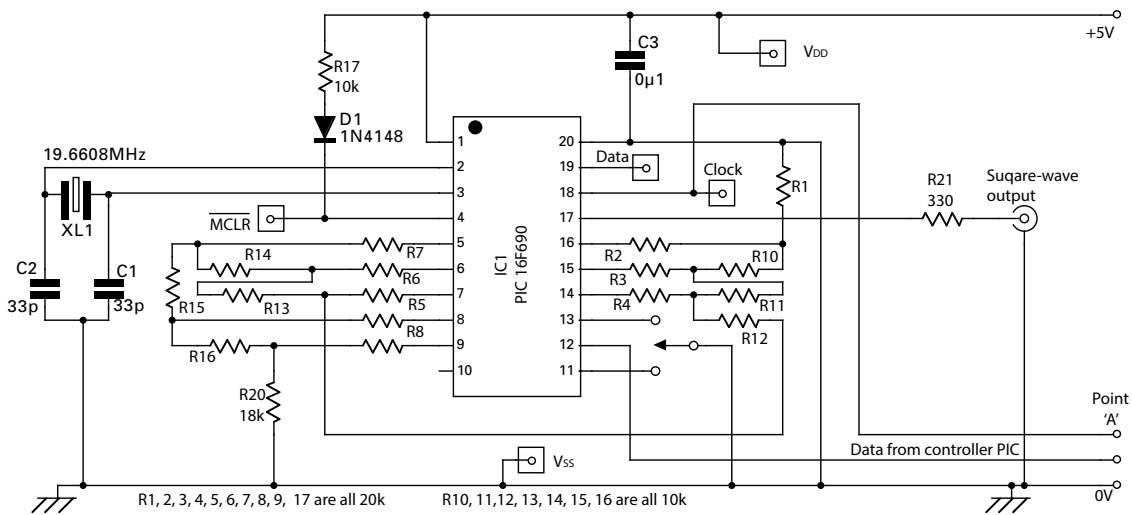 +5V
C3
0µ1
VDD
R17
10k
D1
1N4148
19.6608MHz
XL1
C2
33p
C1
33p
MCLR
1
2
3
4
5
6
7
8
9
10
IC1
PIC 16F690
20
19
18
17
16
15
14
13
12
11
Data
Clock
R1
R21
330
Suqare-wave
output
R7
R14
R6
R13
R5
R15
R8
R16
R20
18k
R2
R10
R3
R4
R11
R12
Point
'A'
Data from controller PIC
VSS
0V
R1, 2, 3, 4, 5, 6, 7, 8, 9, 17 are all 20k
R10, 11,12, 13, 14, 15, 16 are all 10k